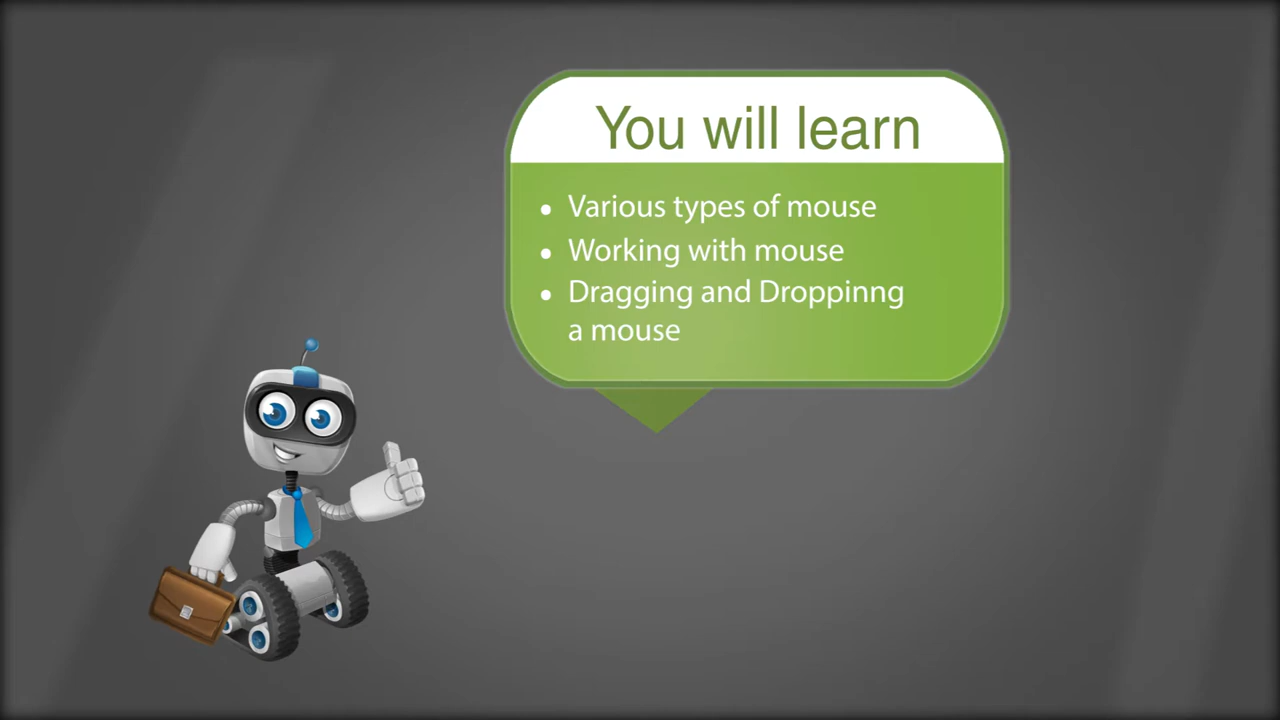 You will learn
• Various types of mouse
• Working with mouse
• Dragging and Droppinng
a mouse